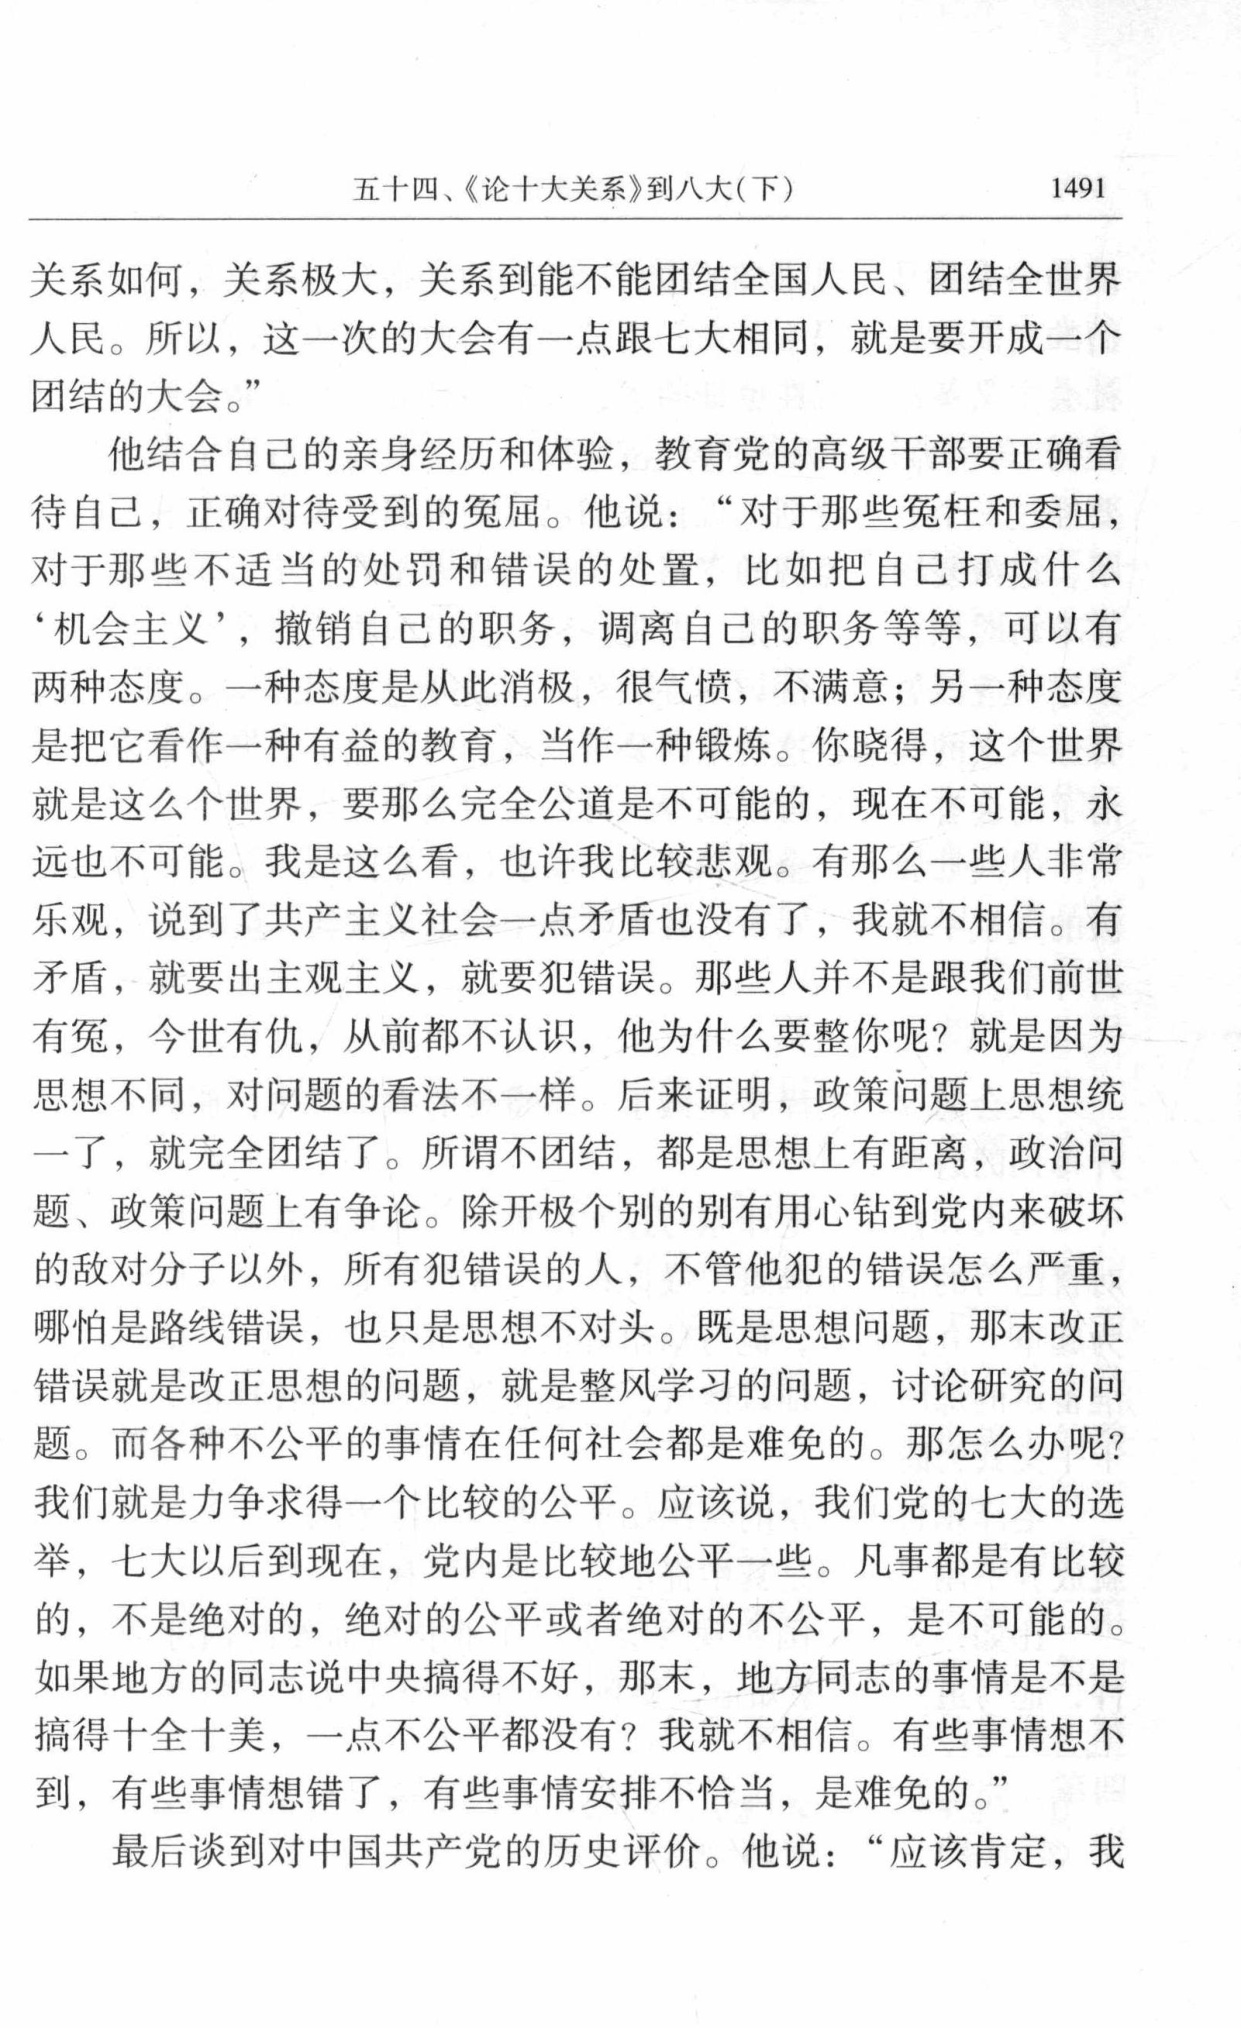 五十四、《论十大关系》到八大(下) 1491
关系如何，关系极大，关系到能不能团结全国人民、团结全世界
人民。所以，这一次的大会有一点跟七大相同，就是要开成一个
团结的大会。”
他结合自己的亲身经历和体验，教育党的高级干部要正确看
待自己，正确对待受到的冤屈。他说：“对于那些冤枉和委屈，
对于那些不适当的处罚和错误的处置，比如把自己打成什么
‘机会主义’，撤销自己的职务，调离自己的职务等等，可以有
两种态度。一种态度是从此消极，很气愤，不满意；另一种态度
是把它看作一种有益的教育，当作一种锻炼。你晓得，这个世界
就是这么个世界，要那么完全公道是不可能的，现在不可能，永
远也不可能。我是这么看，也许我比较悲观。有那么一些人非常
乐观，说到了共产主义社会一点矛盾也没有了，我就不相信。有
矛盾，就要出主观主义，就要犯错误。那些人并不是跟我们前世
有冤，今世有仇，从前都不认识，他为什么要整你呢？就是因为
思想不同，对问题的看法不一样。后来证明，政策问题上思想统
一了，就完全团结了。所谓不团结，都是思想上有距离，政治问
题、政策问题上有争论。除开极个别的别有用心钻到党内来破坏
的敌对分子以外，所有犯错误的人，不管他犯的错误怎么严重，
哪怕是路线错误，也只是思想不对头。既是思想问题，那末改正
错误就是改正思想的问题，就是整风学习的问题，讨论研究的问
题。而各种不公平的事情在任何社会都是难免的。那怎么办呢？
我们就是力争求得一个比较的公平。应该说，我们党的七大的选
举，七大以后到现在，党内是比较地公平一些。凡事都是有比较
的，不是绝对的，绝对的公平或者绝对的不公平，是不可能的。
如果地方的同志说中央搞得不好，那末，地方同志的事情是不是
搞得十全十美，一点不公平都没有？我就不相信。有些事情想不
到，有些事情想错了，有些事情安排不恰当，是难免的。”
最后谈到对中国共产党的历史评价。他说：“应该肯定，我